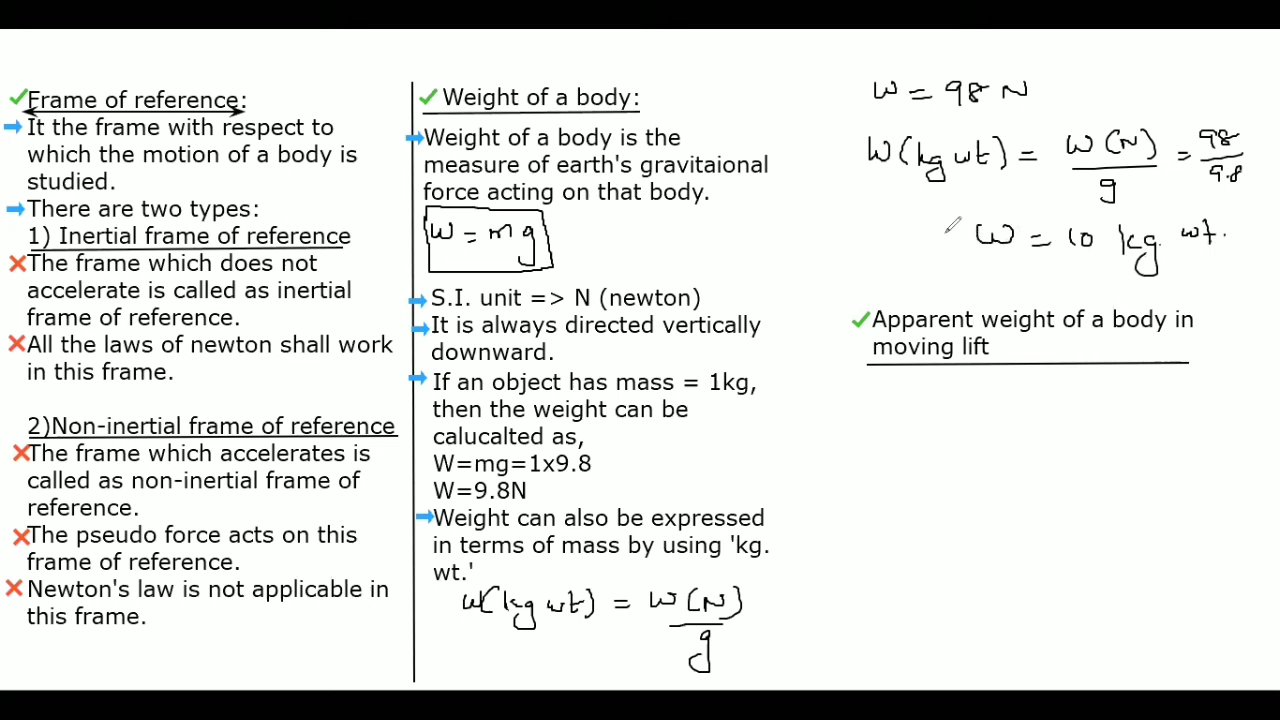 Frame of reference:
It the frame with respect to
which the motion of a body is
studied.
There are two types:
1) Inertial frame of reference
The frame which does not
accelerate is called as inertial
frame of reference.
All the laws of newton shall work
in this frame.
2)Non-inertial frame of reference
The frame which accelerates is
called as non-inertial frame of
reference.
The pseudo force acts on this
frame of reference.
Newton's law is not applicable in
this frame.
Weight of a body:
Weight of a body is the
measure of earth's gravitaional
force acting on that body.
W = mg
S.I. unit => N (newton)
It is always directed vertically
downward.
If an object has mass = 1kg,
then the weight can be
calucalted as,
W=mg=1x9.8
W=9.8N
Weight can also be expressed
in terms of mass by using 'kg.
wt.'
W(kg wt) = W(N)
g
W = 98 N
W(kg wt) = W(N) = 98
g 9.8
W = 10 kg wt.
Apparent weight of a body in
moving lift